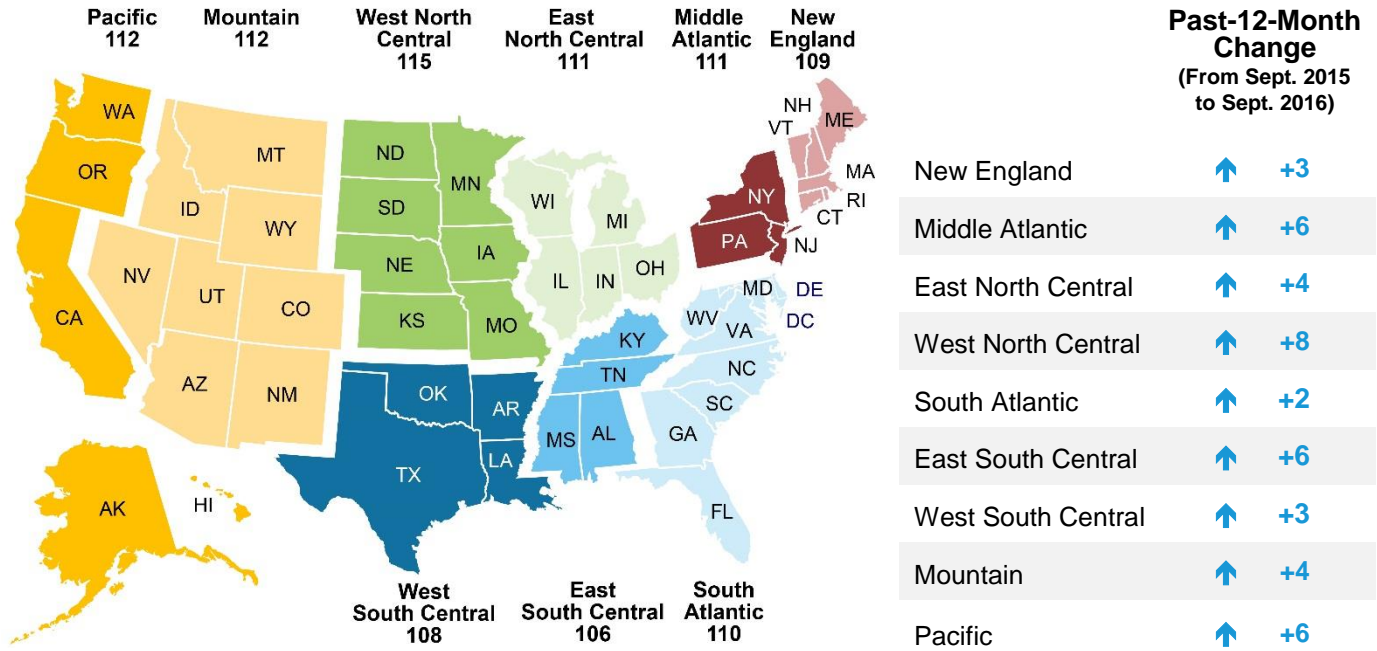 Pacific
112
Mountain
112
West North
Central
115
East
North Central
111
Middle
Atlantic
111
New
England
109
WA
OR
CA
AK
HI
MT
ID
WY
NV
UT
CO
AZ
NM
ND
SD
NE
KS
MN
IA
MO
WI
MI
IL
IN
OH
NY
PA
NJ
NH
VT
ME
MA
RI
CT
MD
DE
DC
WV
VA
NC
SC
GA
FL
KY
TN
MS
AL
OK
AR
TX
LA
West
South Central
108
East
South Central
106
South
Atlantic
110
Past-12-Month
Change
(From Sept. 2015
to Sept. 2016)
New England +3
Middle Atlantic +6
East North Central +4
West North Central +8
South Atlantic +2
East South Central +6
West South Central +3
Mountain +4
Pacific +6